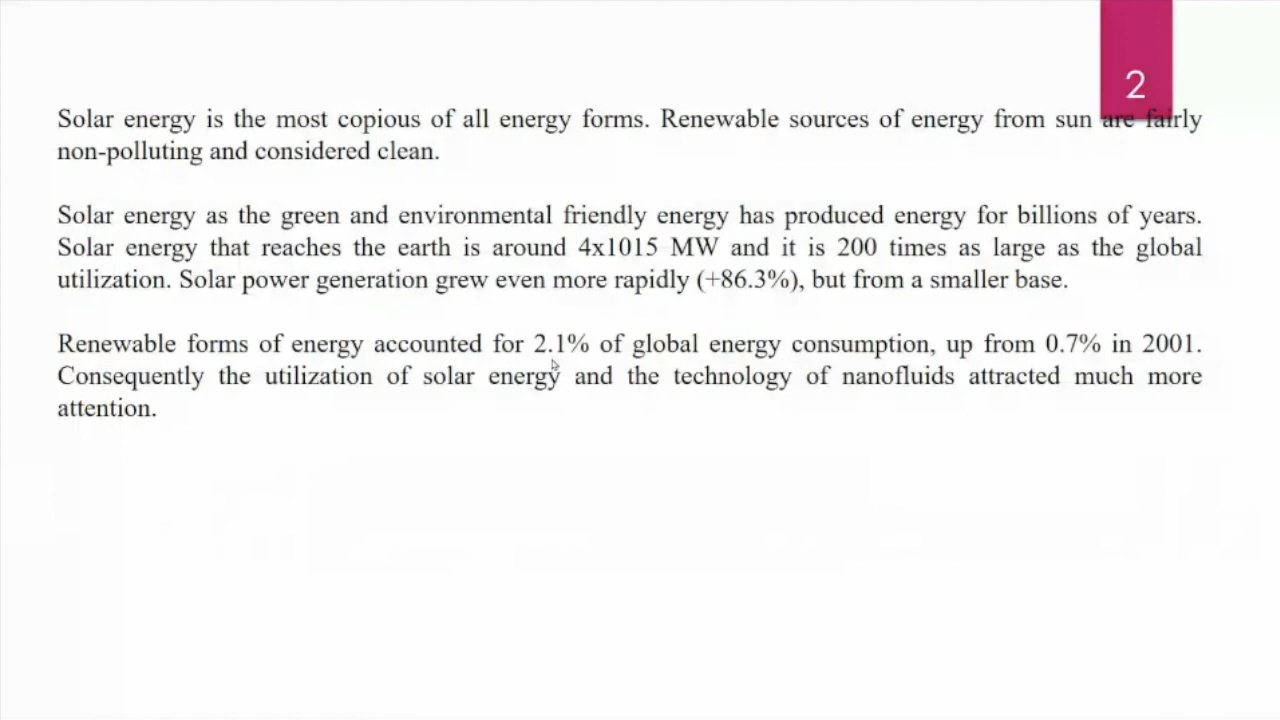 2
Solar energy is the most copious of all energy forms. Renewable sources of energy from sun are fairly
non-polluting and considered clean.
Solar energy as the green and environmental friendly energy has produced energy for billions of years.
Solar energy that reaches the earth is around 4x1015 MW and it is 200 times as large as the global
utilization. Solar power generation grew even more rapidly (+86.3%), but from a smaller base.
Renewable forms of energy accounted for 2.1% of global energy consumption, up from 0.7% in 2001.
Consequently the utilization of solar energy and the technology of nanofluids attracted much more
attention.